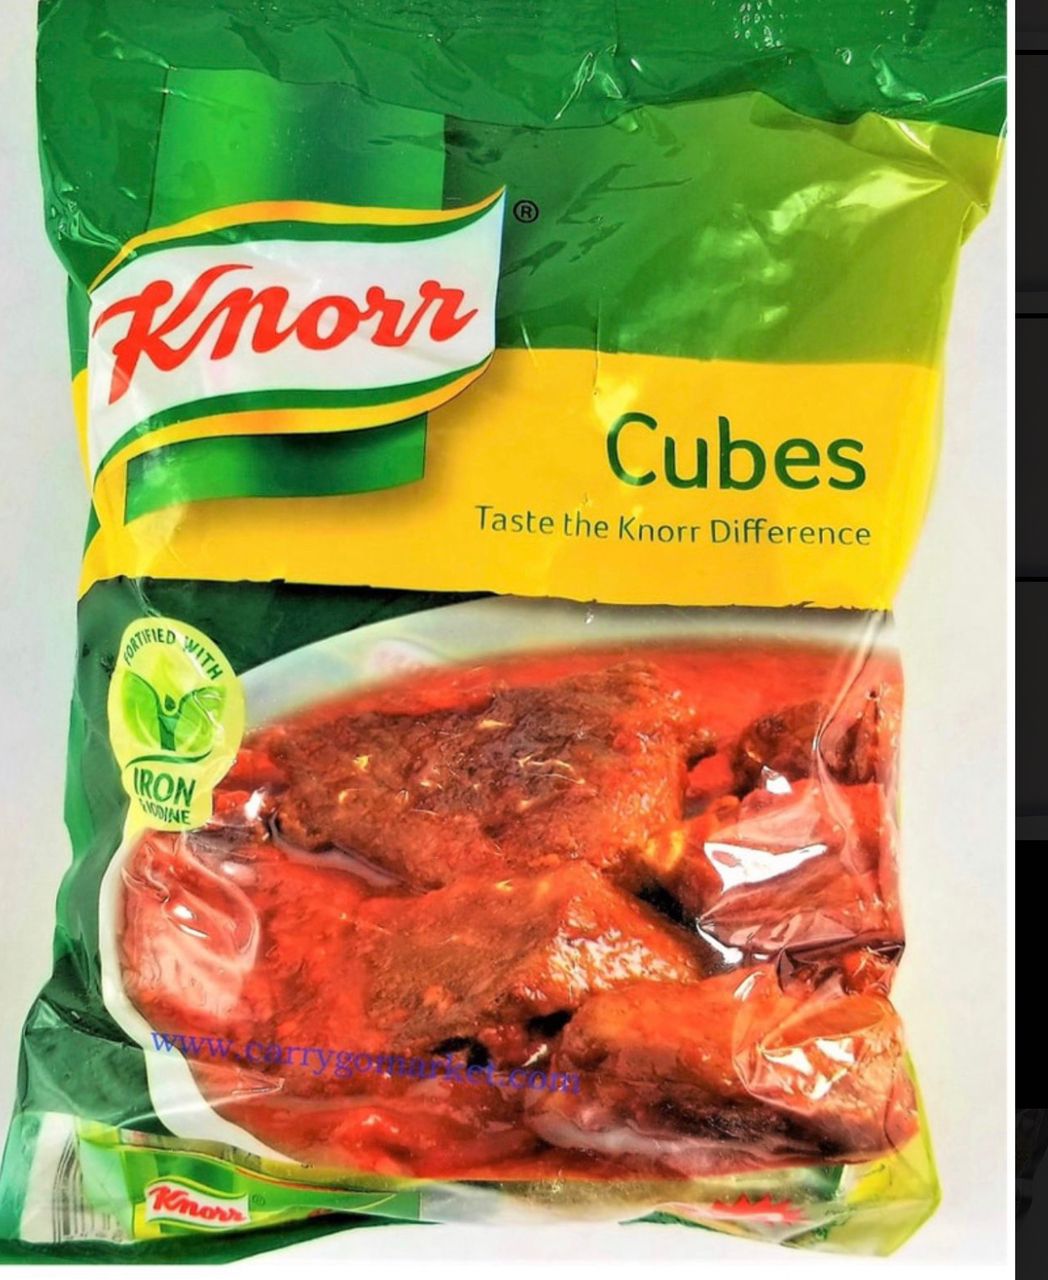 Knorr
®
Cubes
Taste the Knorr Difference
FORTIFIED WITH
IRON
& IODINE
www.carrygomarket.com
Knorr